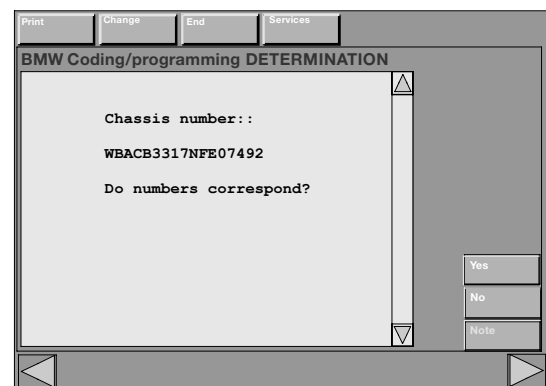 Print Change End Services
BMW Coding/programming DETERMINATION
Chassis number::
WBACB3317NFE07492
Do numbers correspond?
Yes
No
Note